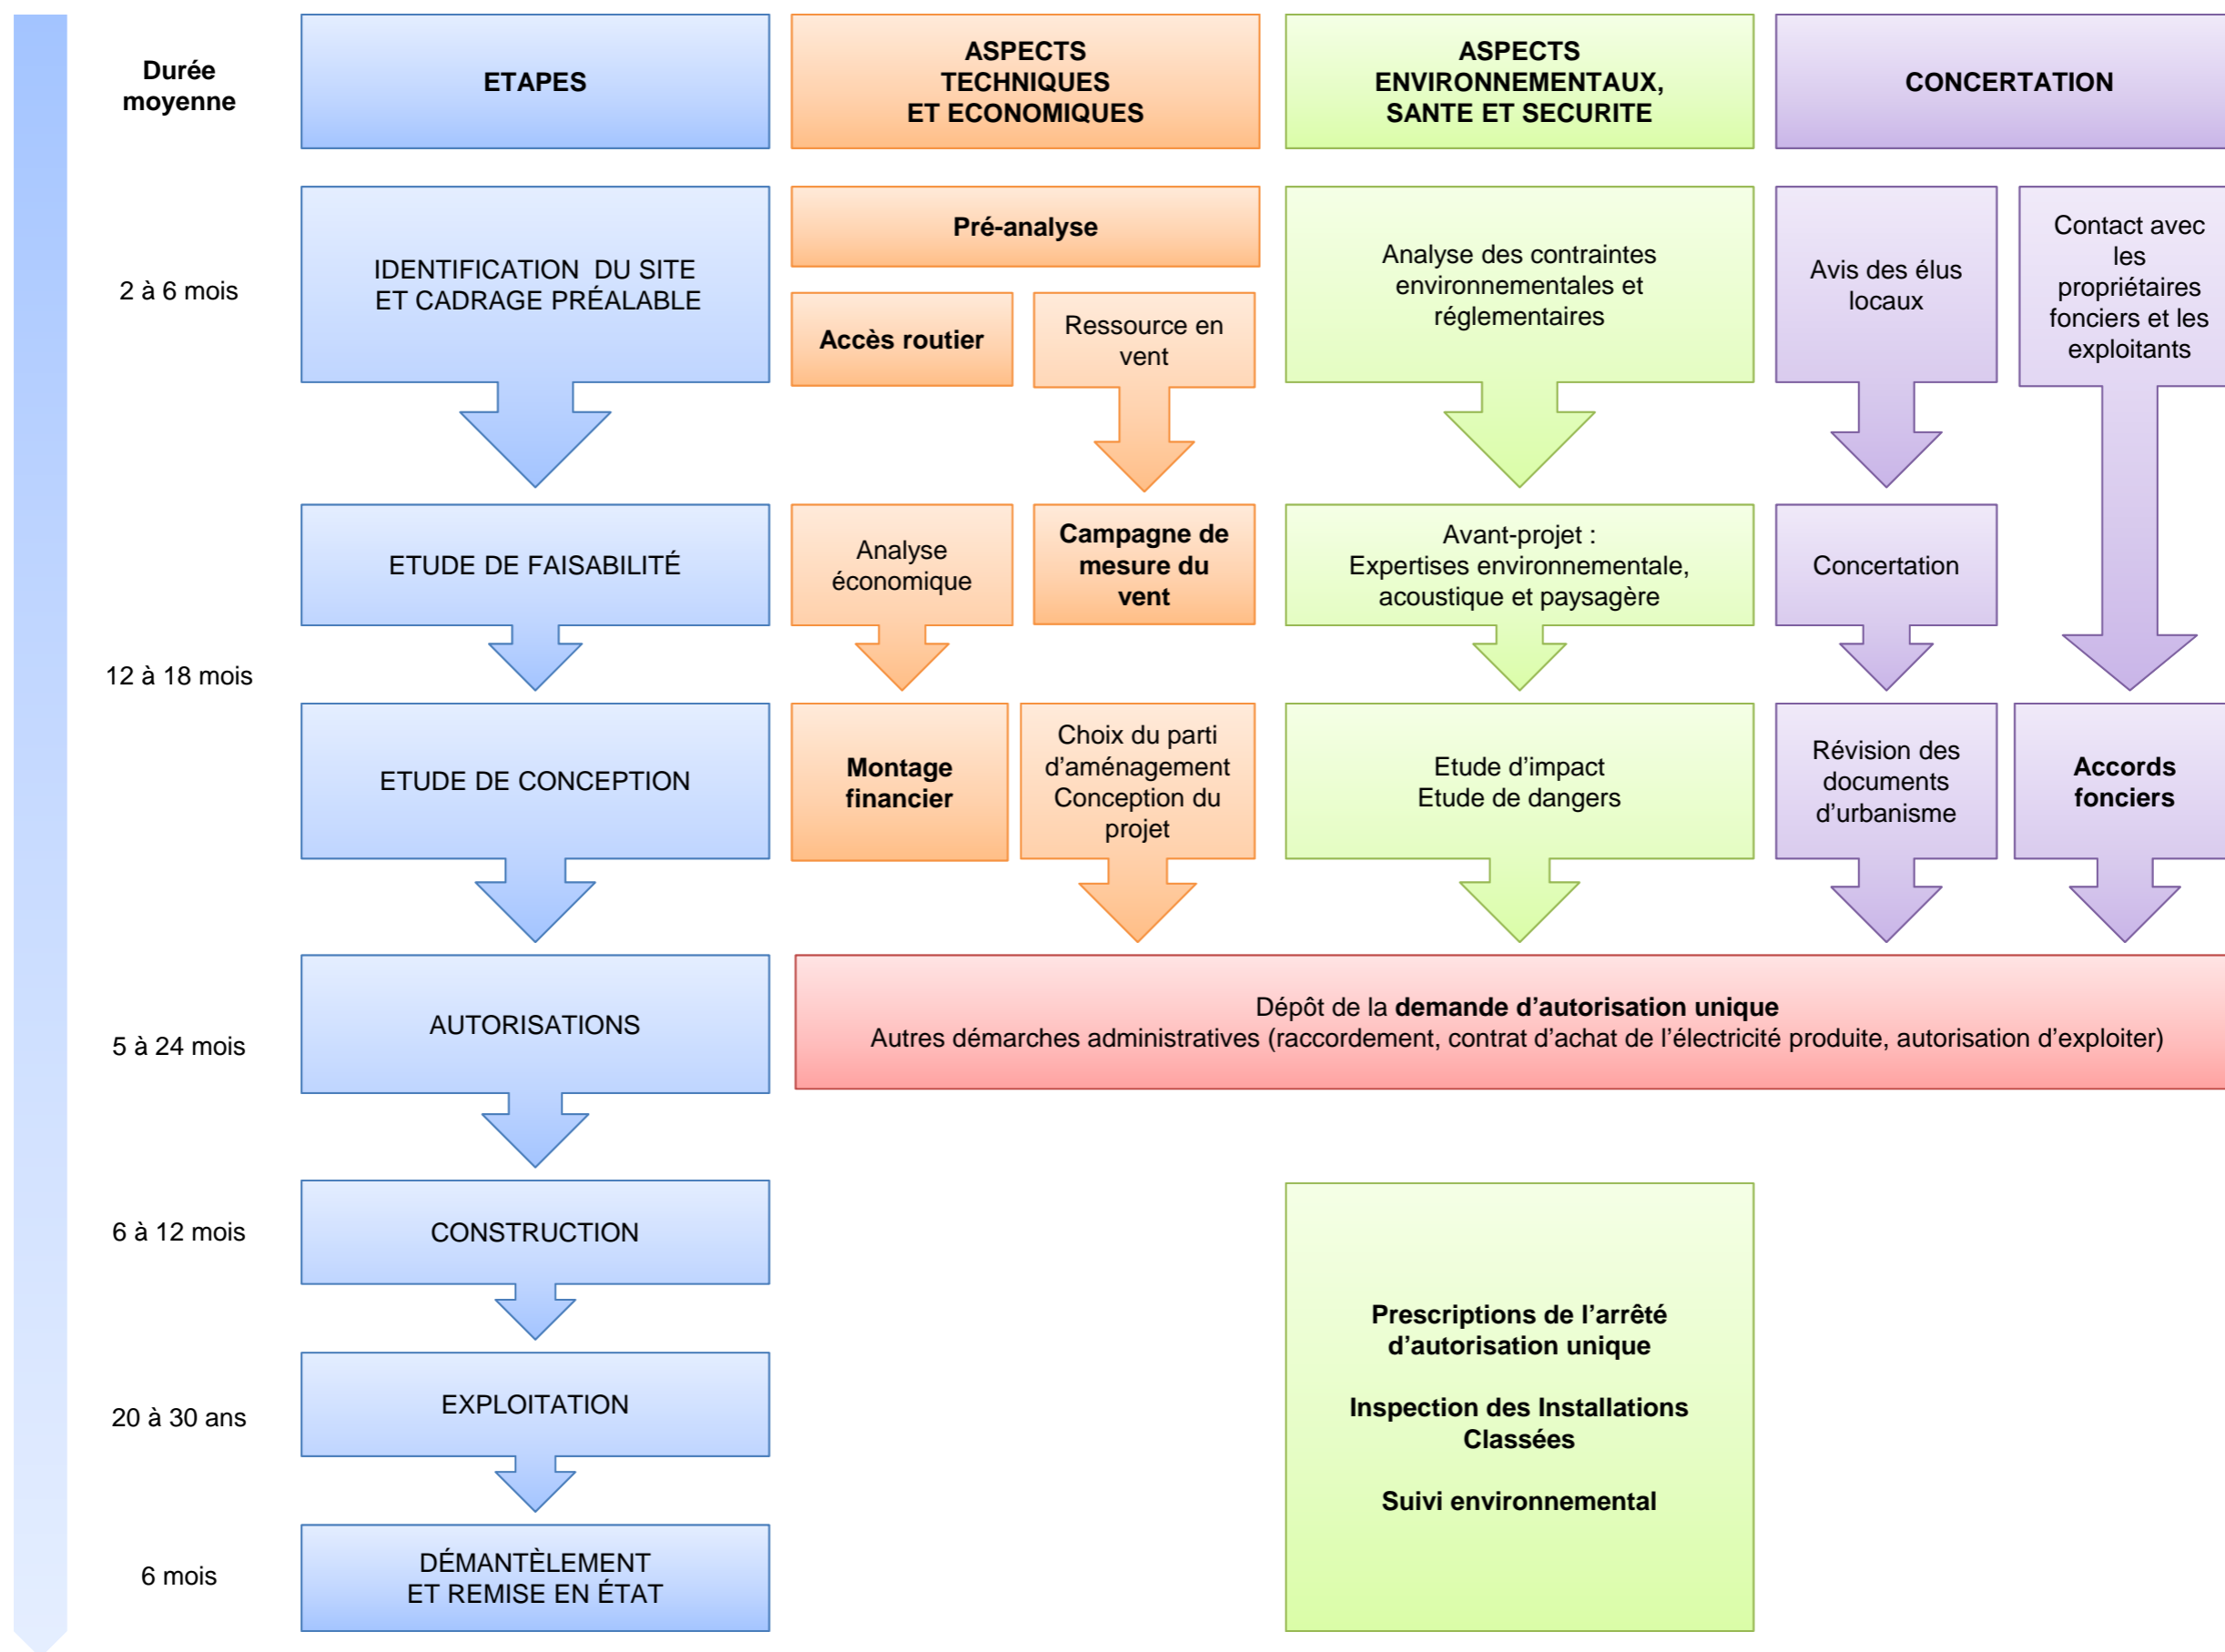 Durée
moyenne
ETAPES
ASPECTS
TECHNIQUES
ET ECONOMIQUES
ASPECTS
ENVIRONNEMENTAUX,
SANTE ET SECURITE
CONCERTATION
2 à 6 mois
IDENTIFICATION DU SITE
ET CADRAGE PRÉALABLE
Pré-analyse
Accès routier
Ressource en
vent
Analyse des contraintes
environnementales et
réglementaires
Avis des élus
locaux
Contact avec
les
propriétaires
fonciers et les
exploitants
12 à 18 mois
ETUDE DE FAISABILITÉ
Analyse
économique
Campagne de
mesure du
vent
Avant-projet :
Expertises environnementale,
acoustique et paysagère
Concertation
ETUDE DE CONCEPTION
Montage
financier
Choix du parti
d’aménagement
Conception du
projet
Etude d’impact
Etude de dangers
Révision des
documents
d’urbanisme
Accords
fonciers
5 à 24 mois
AUTORISATIONS
Dépôt de la demande d’autorisation unique
Autres démarches administratives (raccordement, contrat d’achat de l’électricité produite, autorisation d’exploiter)
6 à 12 mois
CONSTRUCTION
20 à 30 ans
EXPLOITATION
6 mois
DÉMANTÈLEMENT
ET REMISE EN ÉTAT
Prescriptions de l’arrêté
d’autorisation unique
Inspection des Installations
Classées
Suivi environnemental